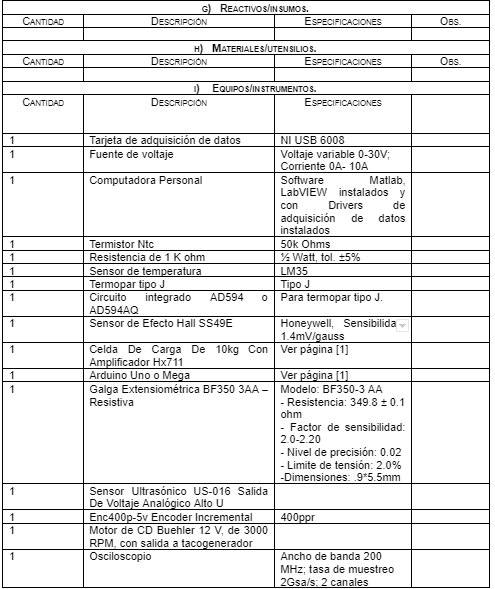 G) REACTIVOS/INSUMOS.
CANTIDAD DESCRIPCIÓN ESPECIFICACIONES OBS.
H) MATERIALES/UTENSILIOS.
CANTIDAD DESCRIPCIÓN ESPECIFICACIONES OBS.
I) EQUIPOS/INSTRUMENTOS.
CANTIDAD DESCRIPCIÓN ESPECIFICACIONES
1 Tarjeta de adquisición de datos NI USB 6008
1 Fuente de voltaje Voltaje variable 0-30V;
Corriente 0A- 10A
1 Computadora Personal Software Matlab,
LabVIEW instalados y
con Drivers de
adquisición de datos
instalados
1 Termistor Ntc 50k Ohms
1 Resistencia de 1 K ohm ½ Watt, tol. ±5%
1 Sensor de temperatura LM35
1 Termopar tipo J Tipo J
1 Circuito integrado AD594 o Para termopar tipo J.
AD594AQ
1 Sensor de Efecto Hall SS49E Honeywell, Sensibilida
1.4mV/gauss
1 Celda De Carga De 10kg Con Ver página [1]
Amplificador Hx711
1 Arduino Uno o Mega Ver página [1]
1 Galga Extensiométrica BF350 3AA – Modelo: BF350-3 AA
Resistiva - Resistencia: 349.8 ± 0.1
ohm
- Factor de sensibilidad:
2.0-2.20
- Nivel de precisión: 0.02
- Limite de tensión: 2.0%
-Dimensiones: .9*5.5mm
1 Sensor Ultrasónico US-016 Salida
De Voltaje Analógico Alto U
1 Enc400p-5v Encoder Incremental 400ppr
1 Motor de CD Buehler 12 V, de 3000
RPM, con salida a tacogenerador
1 Osciloscopio Ancho de banda 200
MHz; tasa de muestreo
2Gsa/s; 2 canales